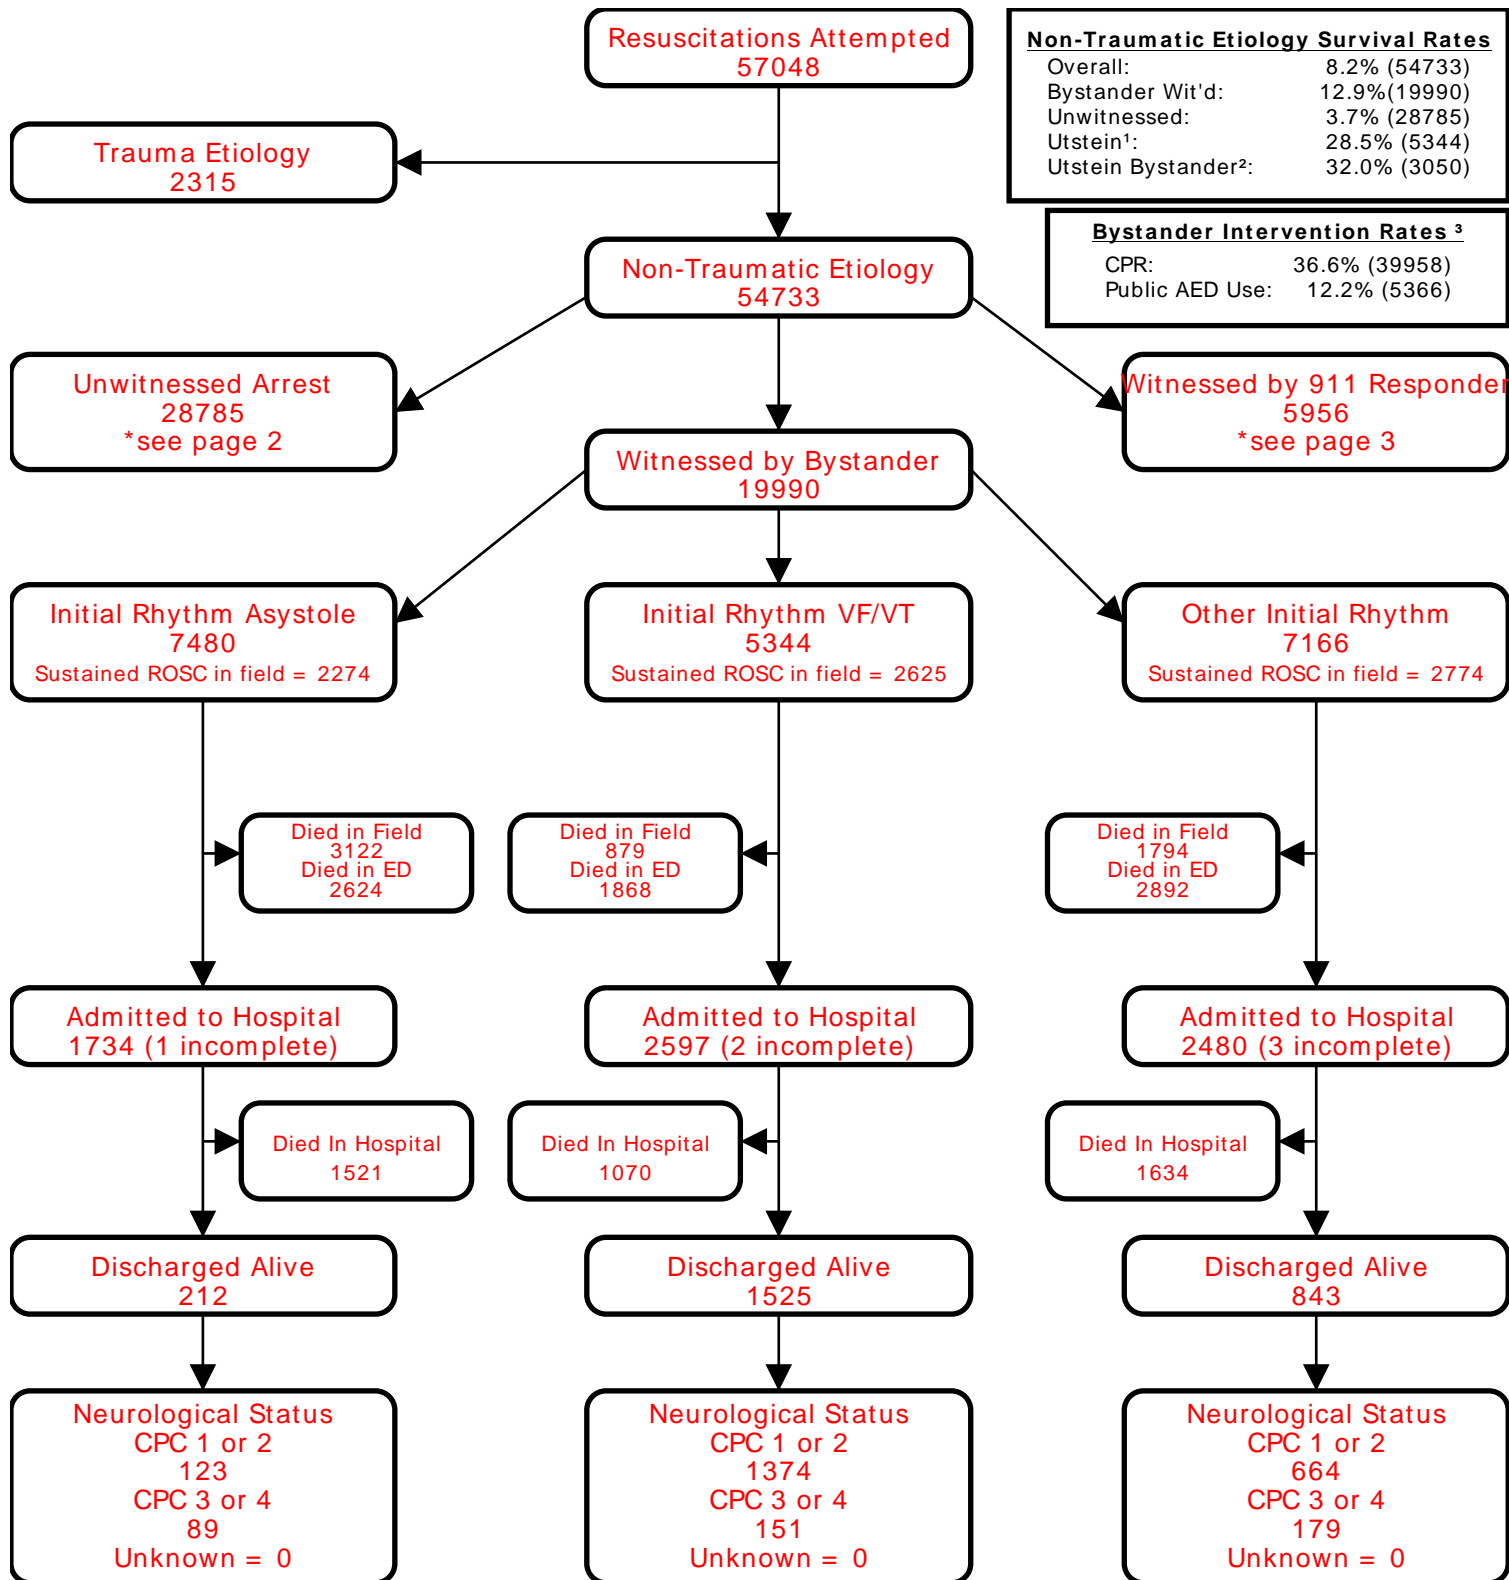 Resuscitations Attempted
57048
Non-Traumatic Etiology Survival Rates
Overall: 8.2% (54733)
Bystander Wit'd: 12.9%(19990)
Unwitnessed: 3.7% (28785)
Utstein¹: 28.5% (5344)
Utstein Bystander²: 32.0% (3050)
Trauma Etiology
2315
Bystander Intervention Rates ³
CPR: 36.6% (39958)
Public AED Use: 12.2% (5366)
Non-Traumatic Etiology
54733
Unwitnessed Arrest
28785
*see page 2
Witnessed by 911 Responder
5956
*see page 3
Witnessed by Bystander
19990
Initial Rhythm Asystole
7480
Sustained ROSC in field = 2274
Initial Rhythm VF/VT
5344
Sustained ROSC in field = 2625
Other Initial Rhythm
7166
Sustained ROSC in field = 2774
Died in Field
3122
Died in ED
2624
Died in Field
879
Died in ED
1868
Died in Field
1794
Died in ED
2892
Admitted to Hospital
1734 (1 incomplete)
Admitted to Hospital
2597 (2 incomplete)
Admitted to Hospital
2480 (3 incomplete)
Died In Hospital
1521
Died In Hospital
1070
Died In Hospital
1634
Discharged Alive
212
Discharged Alive
1525
Discharged Alive
843
Neurological Status
CPC 1 or 2
123
CPC 3 or 4
89
Unknown = 0
Neurological Status
CPC 1 or 2
1374
CPC 3 or 4
151
Unknown = 0
Neurological Status
CPC 1 or 2
664
CPC 3 or 4
179
Unknown = 0